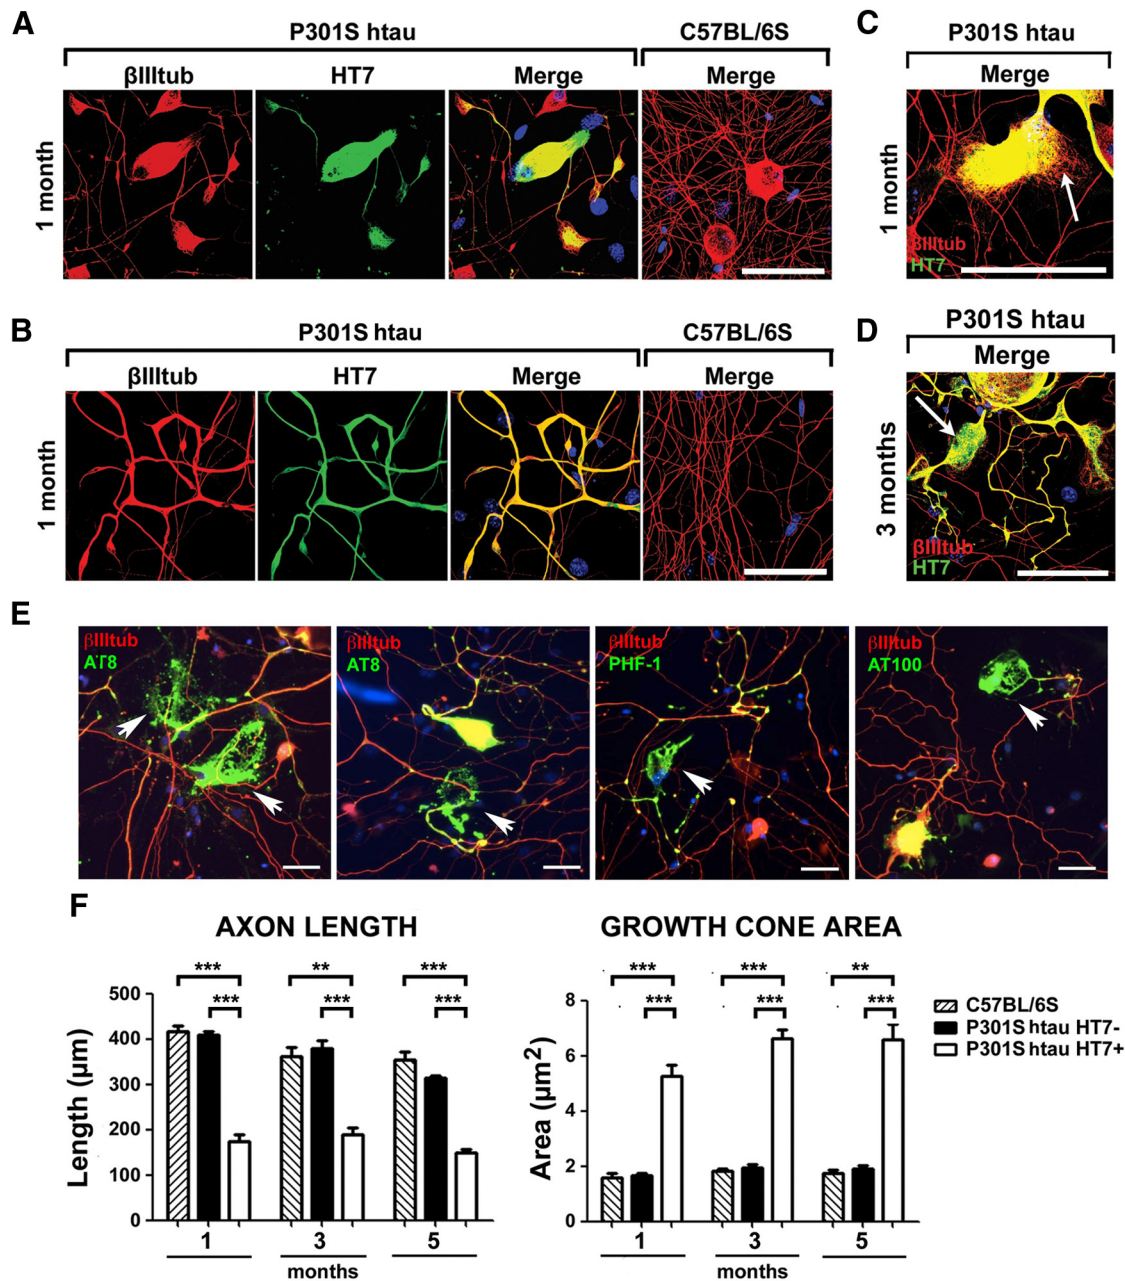 A
P301S htau
C57BL/6S
βIIItub
HT7
Merge
Merge
1 month
C
P301S htau
Merge
1 month
βIIItub
HT7
B
P301S htau
C57BL/6S
βIIItub
HT7
Merge
Merge
1 month
D
P301S htau
Merge
3 months
βIIItub
HT7
E
βIIItub
AT8
βIIItub
AT8
βIIItub
PHF-1
βIIItub
AT100
F
AXON LENGTH
*** ** ***
*** *** ***
Length (µm)
500
400
300
200
100
0
1 3 5
months
GROWTH CONE AREA
*** *** **
*** *** ***
Area (µm²)
8
6
4
2
0
1 3 5
months
C57BL/6S
P301S htau HT7-
P301S htau HT7+